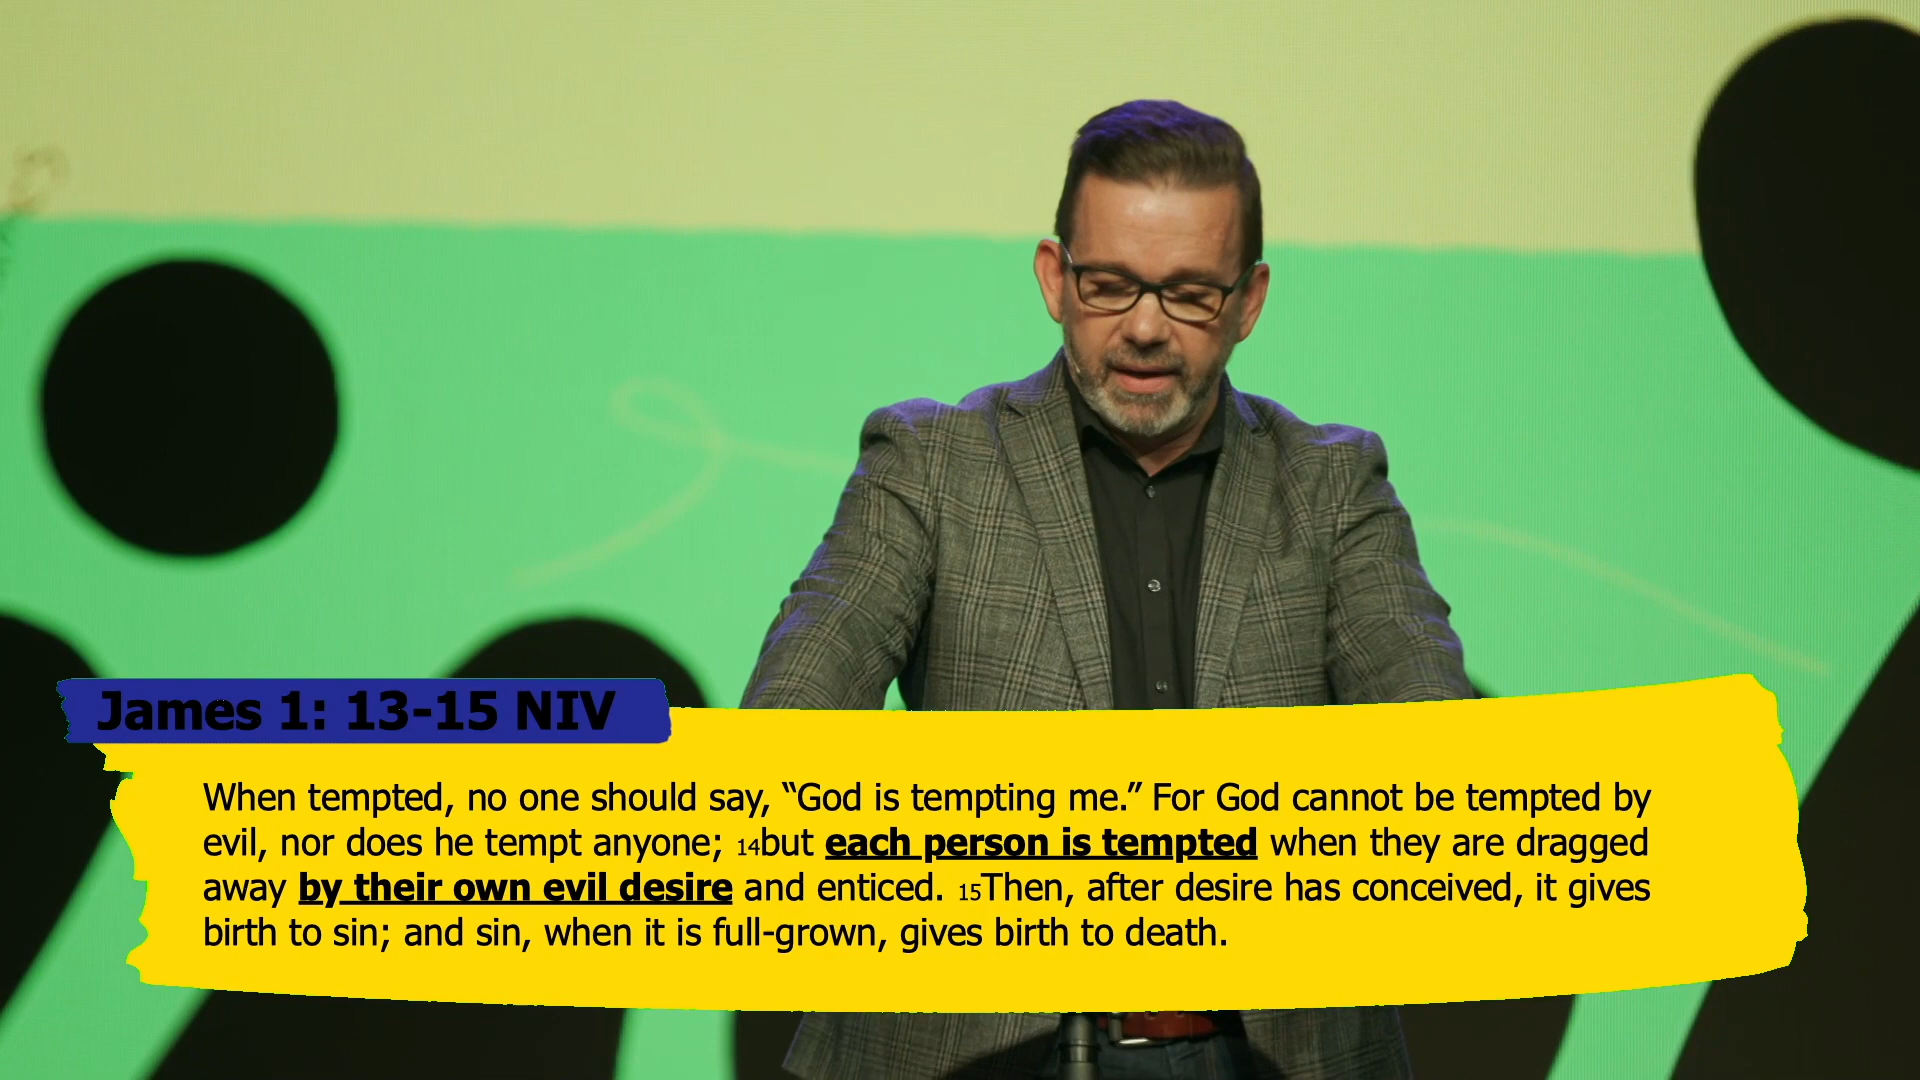 James 1: 13-15 NIV
When tempted, no one should say, “God is tempting me.” For God cannot be tempted by
evil, nor does he tempt anyone; 14but each person is tempted when they are dragged
away by their own evil desire and enticed. 15Then, after desire has conceived, it gives
birth to sin; and sin, when it is full-grown, gives birth to death.